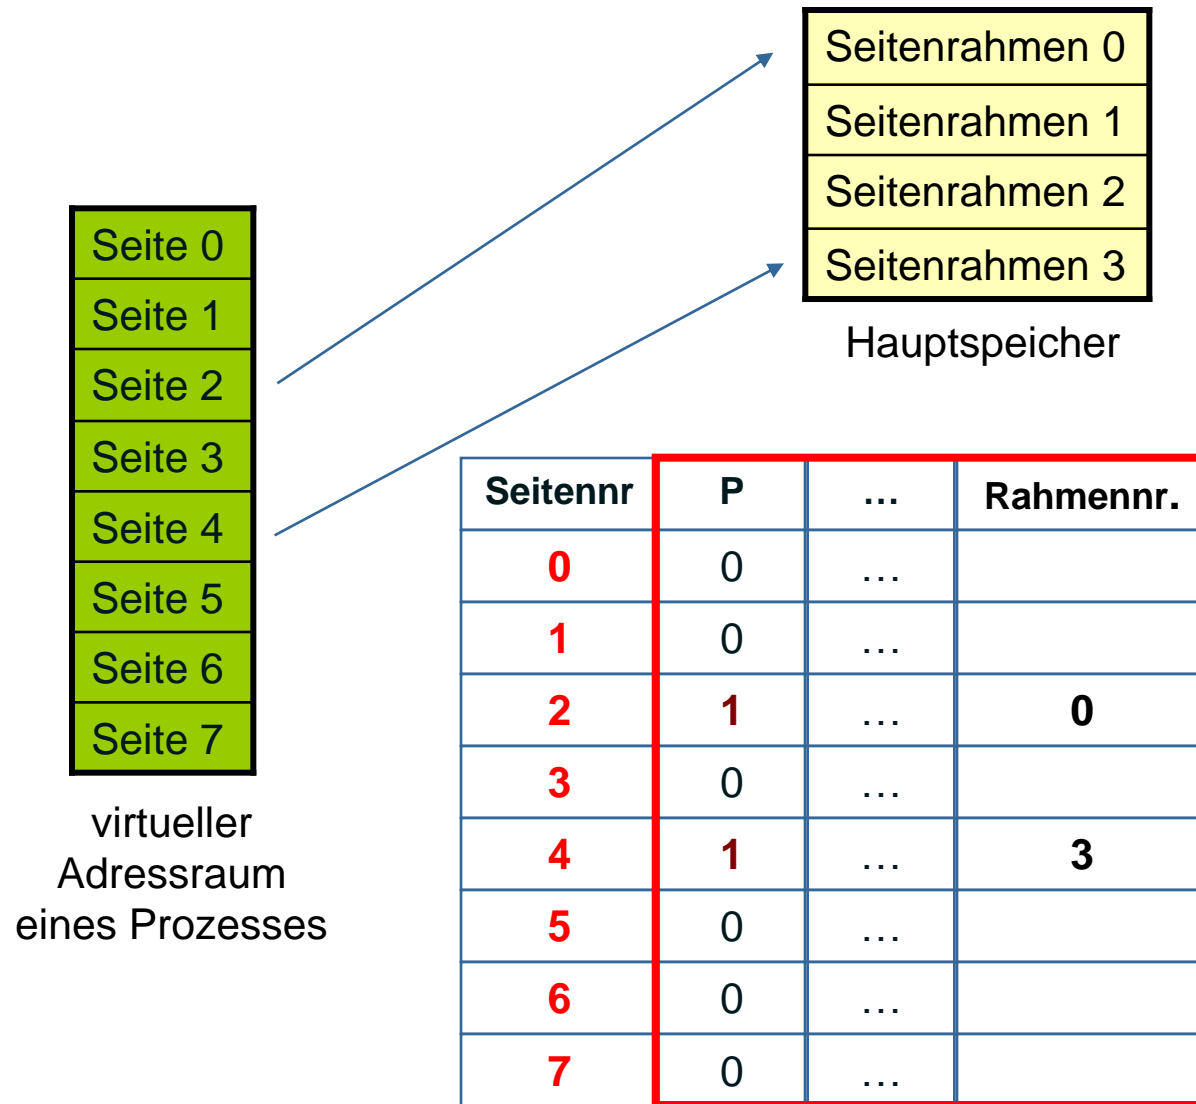 Seitenrahmen 0
Seitenrahmen 1
Seitenrahmen 2
Seitenrahmen 3
Hauptspeicher
Seite 0
Seite 1
Seite 2
Seite 3
Seite 4
Seite 5
Seite 6
Seite 7
virtueller
Adressraum
eines Prozesses
Seitennr P … Rahmennr.
0 0 …
1 0 …
2 1 … 0
3 0 …
4 1 … 3
5 0 …
6 0 …
7 0 …